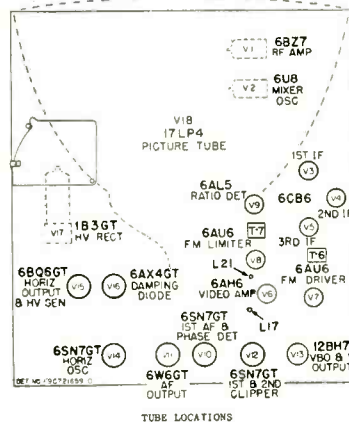 V1
6BZ7
RF AMP
V2
6U8
MIXER
OSC
V18
17LP4
PICTURE TUBE
1ST IF
V3
6AL5
RATIO DET
V9
6CB6
V4
2ND IF
V17
1B3GT
HV RECT
6AU6
FM LIMITER
T-7
V5
3RD IF
T-6
L21
V8
6AU6
FM DRIVER
6BQ6GT
HORIZ
OUTPUT
& HV SEN
V15
V16
6AX4GT
DAMPING
DIODE
6AH6
VIDEO AMP
V6
V7
6SN7GT
1ST AF &
PHASE DET
L17
6SN7GT
HORIZ
OSC
V14
V11
V10
V12
V13
12BH7
VBO & V
OUTPUT
6W6GT
AF
OUTPUT
6SN7GT
1ST & 2ND
CLIPPER
TUBE LOCATIONS